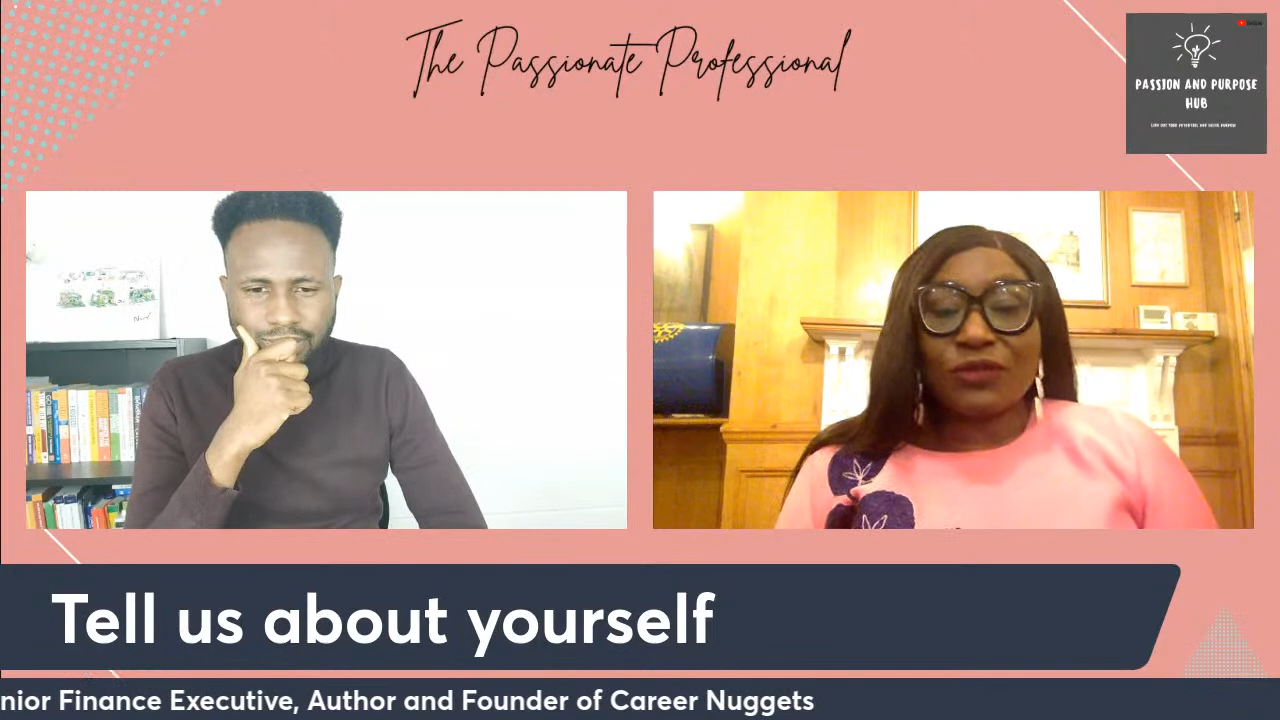 The Passionate Professional
PASSION AND PURPOSE
HUB
Tell us about yourself
nior Finance Executive, Author and Founder of Career Nuggets